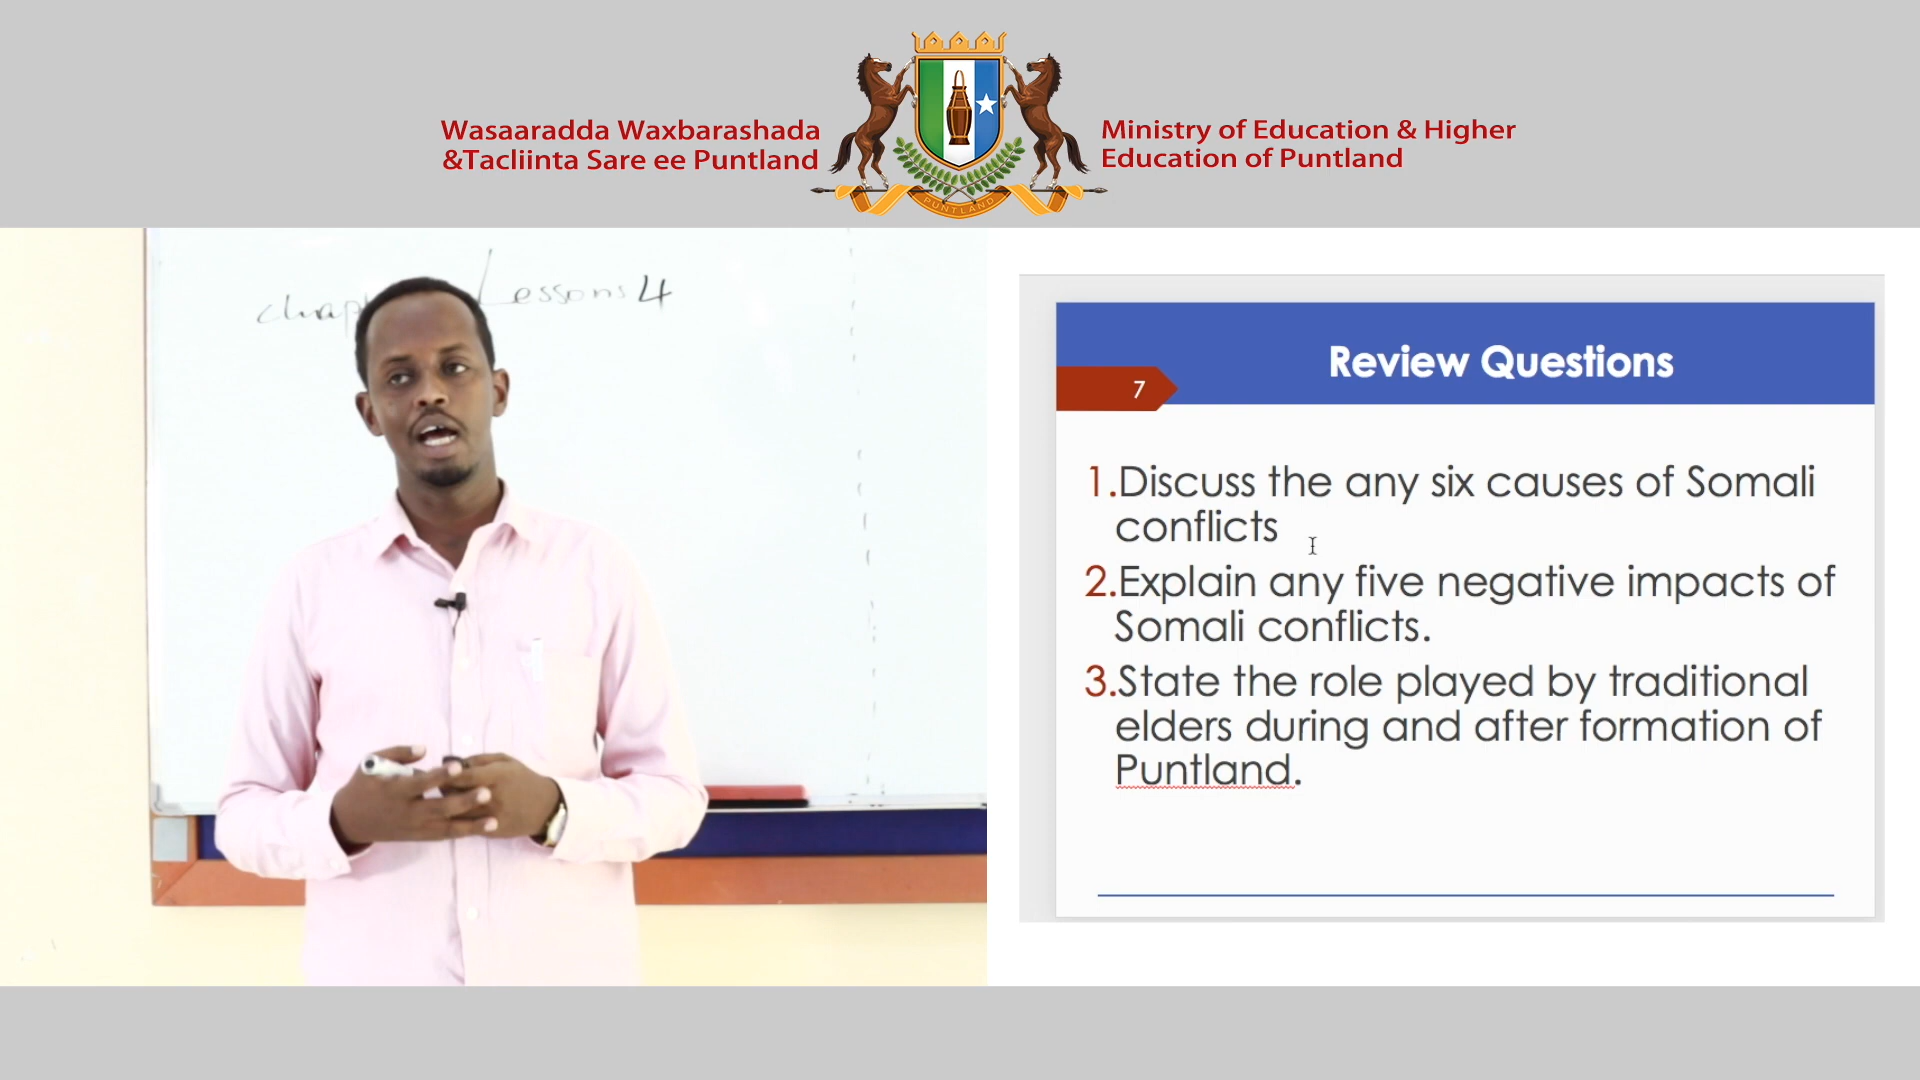 Wasaaradda Waxbarashada
&Tacliinta Sare ee Puntland
PUNTLAND
Ministry of Education & Higher
Education of Puntland
Lessons 4
Review Questions
7
1.Discuss the any six causes of Somali
conflicts
2.Explain any five negative impacts of
Somali conflicts.
3.State the role played by traditional
elders during and after formation of
Puntland.